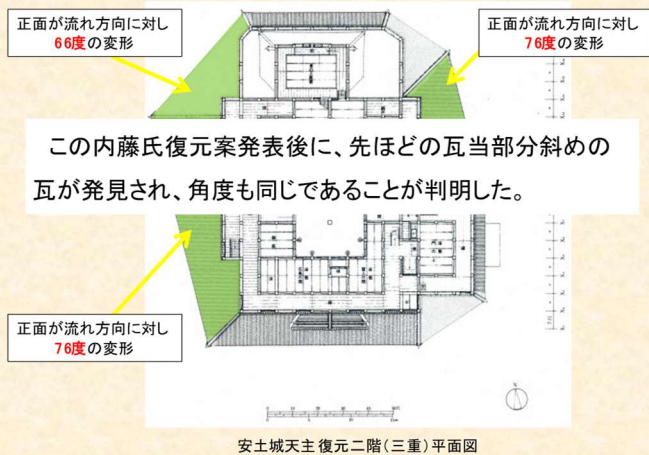 正面が流れ方向に対し
66度の変形
正面が流れ方向に対し
76度の変形
この内藤氏復元案発表後に、先ほどの瓦当部分斜めの
瓦が発見され、角度も同じであることが判明した。
正面が流れ方向に対し
76度の変形
安土城天主復元二階(三重)平面図